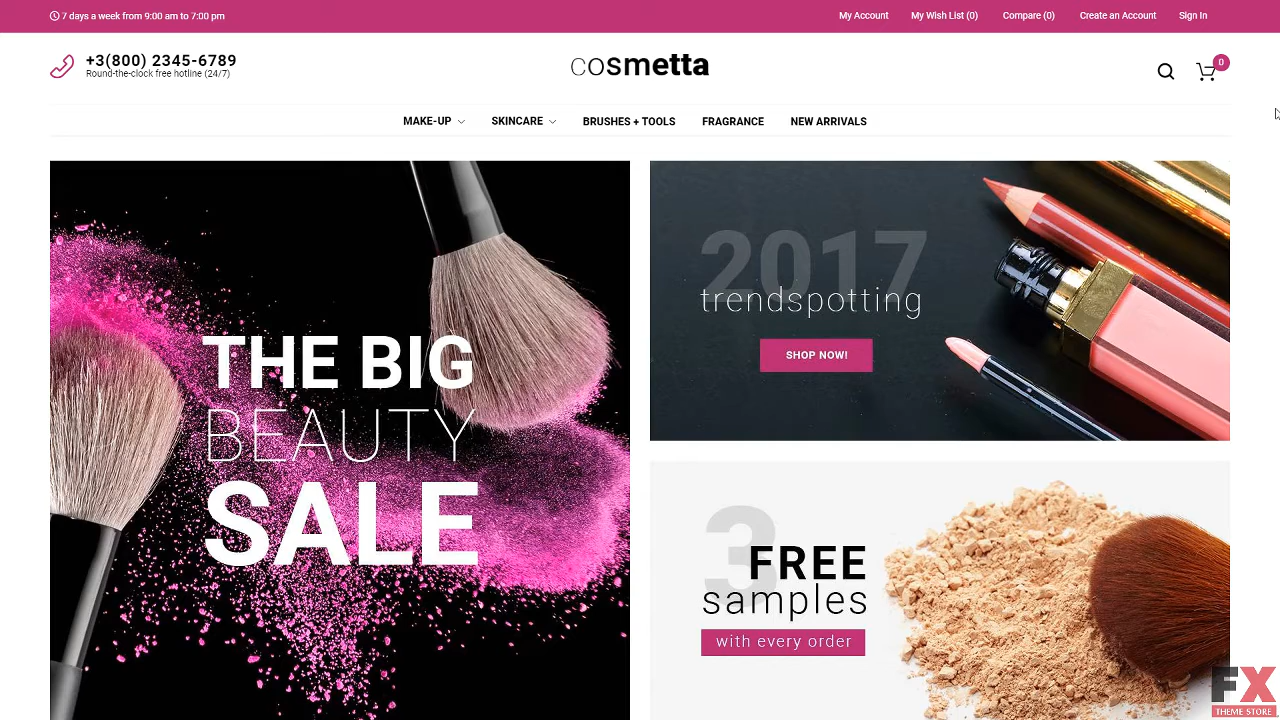 7 days a week from 9:00 am to 7:00 pm
My Account My Wish List (0) Compare (0) Create an Account Sign In
+3(800) 2345-6789
Round-the-clock free hotline (24/7)
cosmetta
0
MAKE-UP SKINCARE BRUSHES + TOOLS FRAGRANCE NEW ARRIVALS
THE BIG
BEAUTY
SALE
2017
trendspotting
SHOP NOW!
3
FREE
samples
with every order
FX
THEME STORE